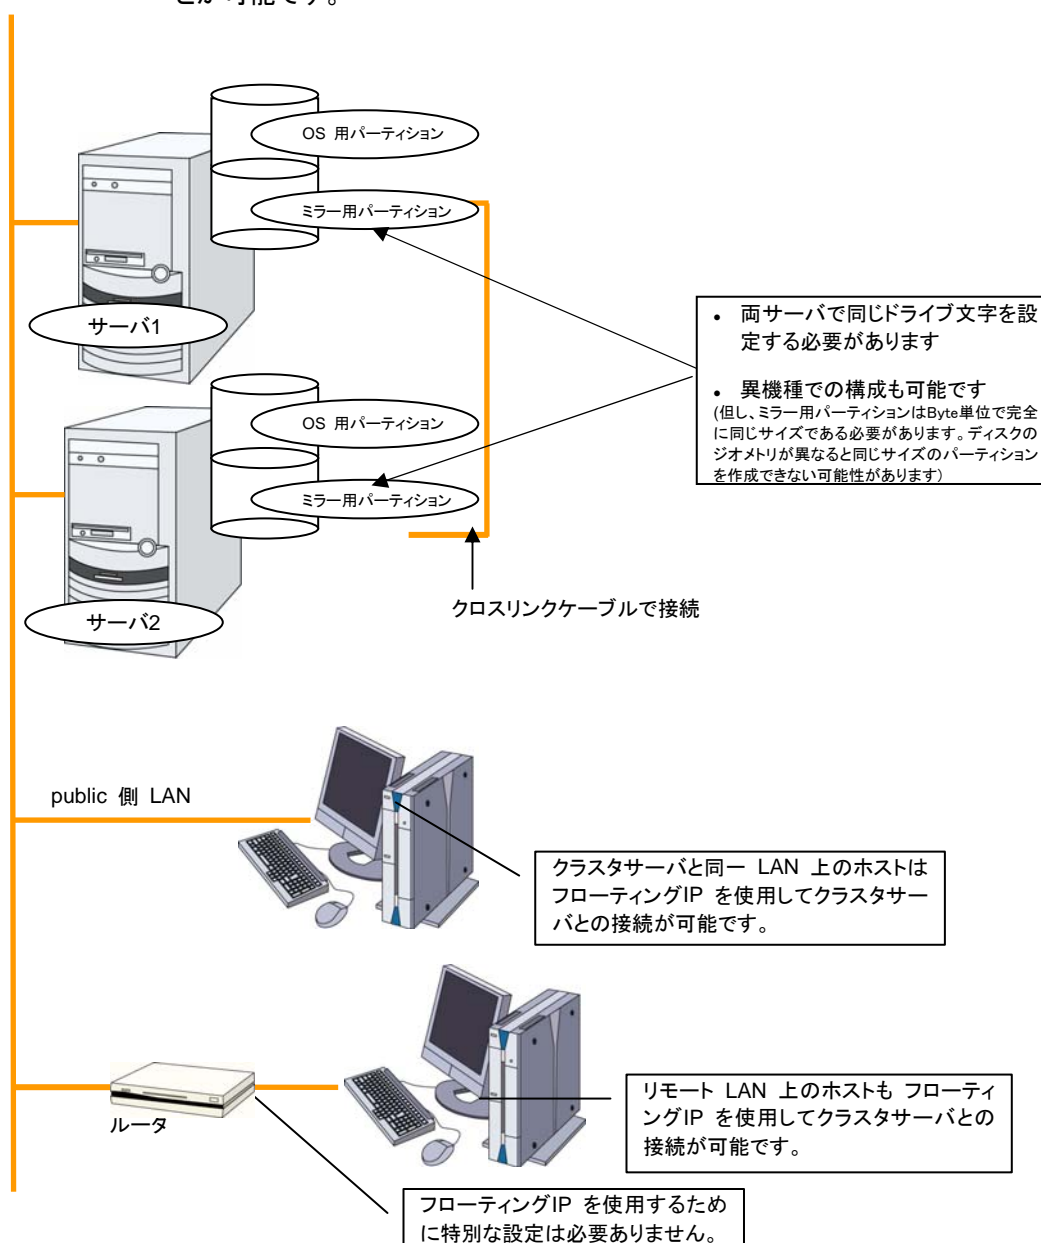 とが可能です。
OS 用パーティション
ミラー用パーティション
サーバ1
• 両サーバで同じドライブ文字を設
定する必要があります
• 異機種での構成も可能です
(但し、ミラー用パーティションはByte単位で完全
に同じサイズである必要があります。ディスクの
ジオメトリが異なると同じサイズのパーティション
を作成できない可能性があります)
OS 用パーティション
ミラー用パーティション
サーバ2
クロスリンクケーブルで接続
public 側 LAN
クラスタサーバと同一 LAN 上のホストは
フローティングIP を使用してクラスタサー
バとの接続が可能です。
ルータ
リモート LAN 上のホストも フローティ
ングIP を使用してクラスタサーバとの
接続が可能です。
フローティングIP を使用するため
に特別な設定は必要ありません。